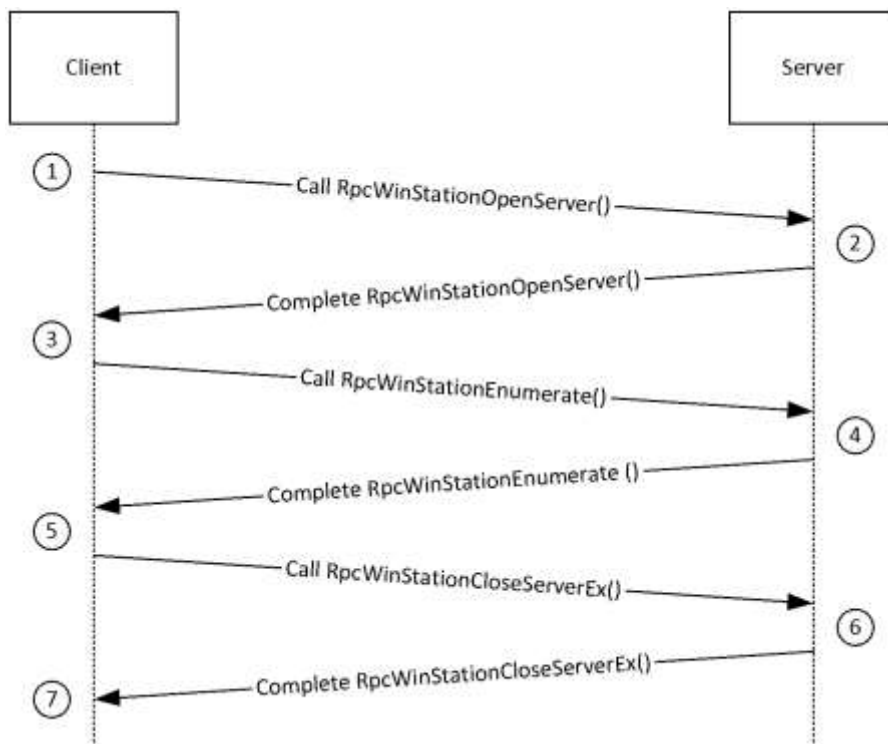 Client
Server
1
Call RpcWinStationOpenServer()
2
Complete RpcWinStationOpenServer()
3
Call RpcWinStationEnumerate()
4
Complete RpcWinStationEnumerate ()
5
Call RpcWinStationCloseServerEx()
6
Complete RpcWinStationCloseServerEx()
7